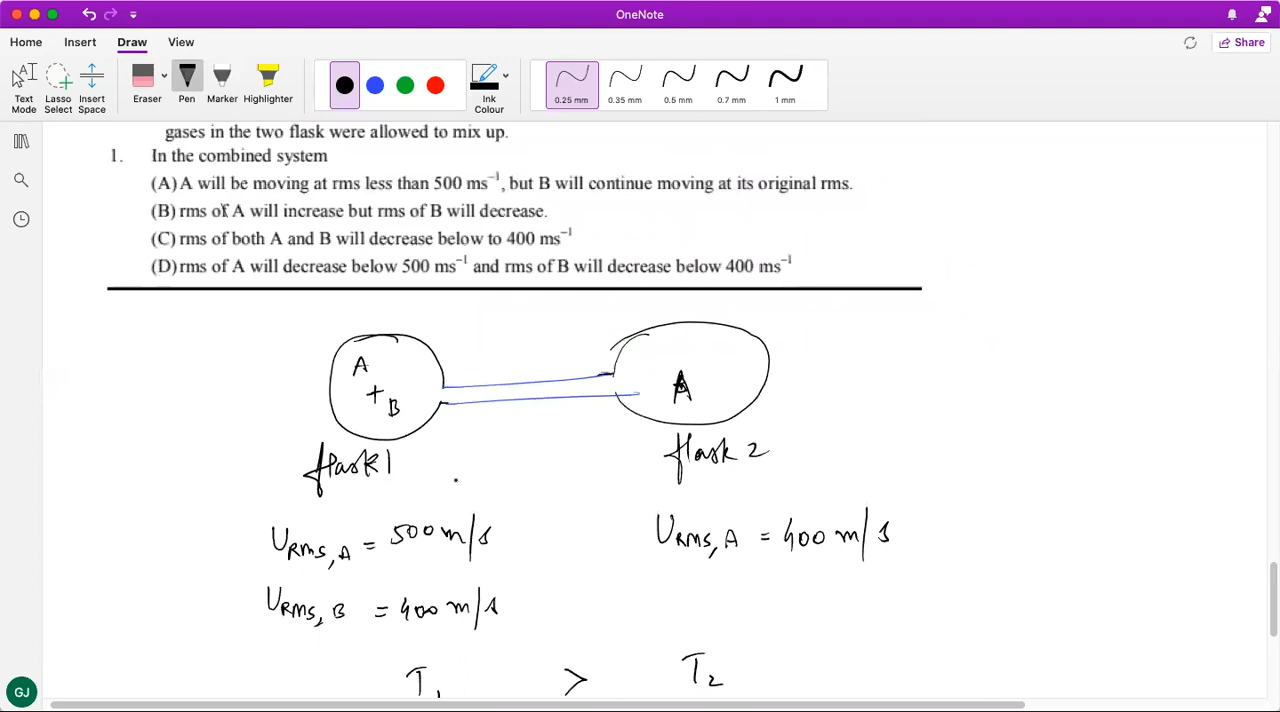 OneNote
Home Insert Draw View
Share
Text Mode
Lasso Select
Insert Space
Eraser
Pen
Marker
Highlighter
Ink Colour
0.25 mm
0.35 mm
0.5 mm
0.7 mm
1 mm
gases in the two flask were allowed to mix up.
1. In the combined system
(A) A will be moving at rms less than 500 ms⁻¹, but B will continue moving at its original rms.
(B) rms of A will increase but rms of B will decrease.
(C) rms of both A and B will decrease below to 400 ms⁻¹
(D) rms of A will decrease below 500 ms⁻¹ and rms of B will decrease below 400 ms⁻¹
A
+ B
A
flask 1
flask 2
URMS, A = 500 m/s
URMS, A = 400 m/s
URMS, B = 400 m/s
T1 > T2
GJ